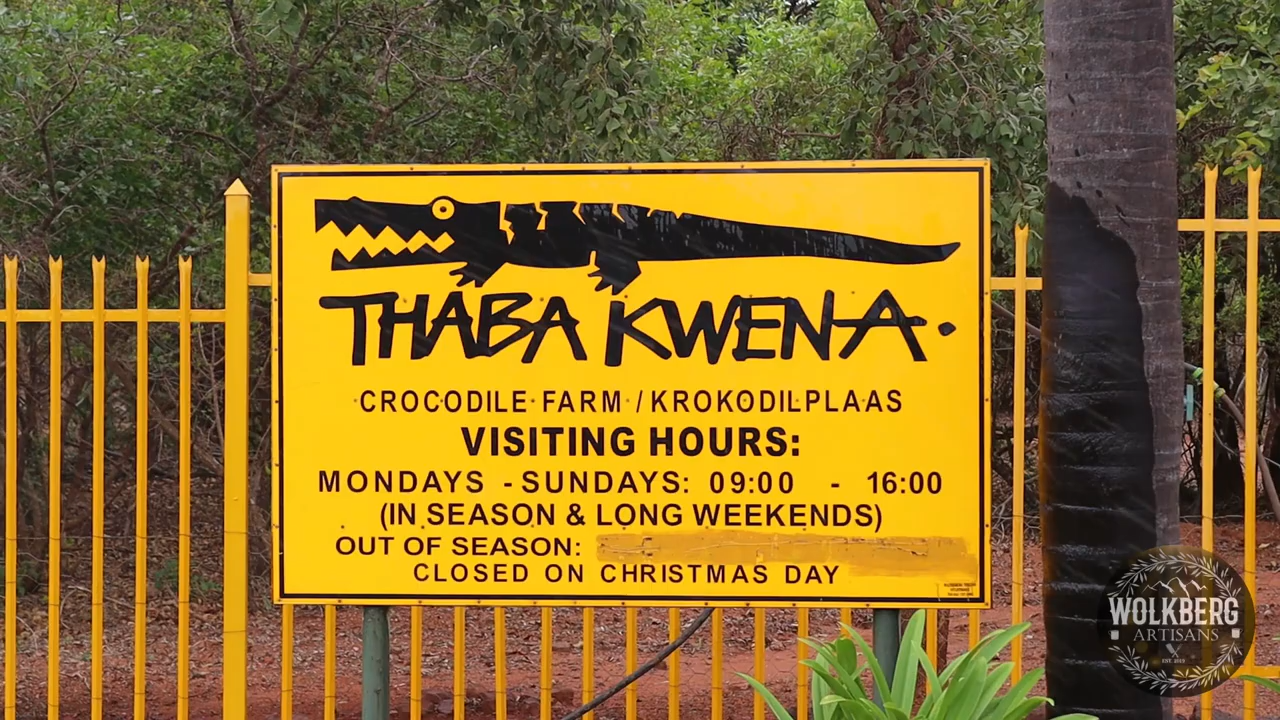 THABA KWENA.
CROCODILE FARM / KROKODILPLAAS
VISITING HOURS:
MONDAYS - SUNDAYS: 09:00 - 16:00
(IN SEASON & LONG WEEKENDS)
OUT OF SEASON:
CLOSED ON CHRISTMAS DAY
WOLKBERG
ARTISANS